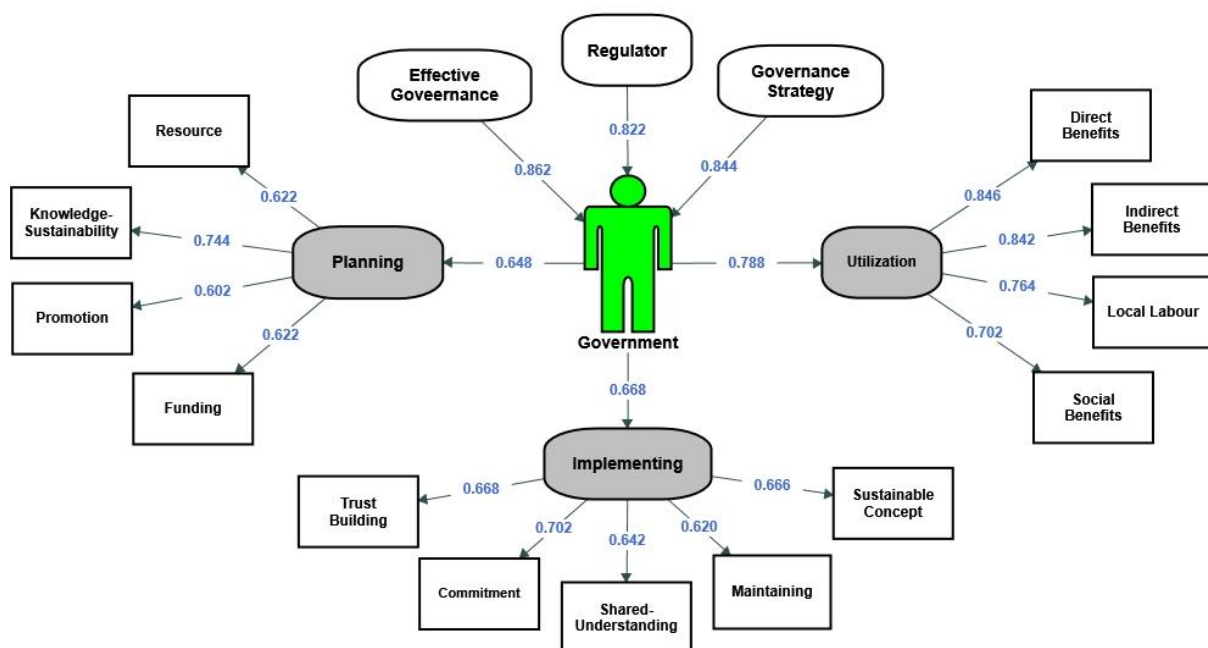 Regulator
Effective
Goveernance
Governance
Strategy
Resource
Direct
Benefits
0.822
0.862
0.844
0.622
0.846
Knowledge-
Sustainability
Indirect
Benefits
0.744
0.842
Planning
0.648
0.788
Utilization
0.764
Promotion
0.602
Local Labour
0.622
0.702
Government
Funding
0.668
Social
Benefits
Implementing
0.668
0.666
Trust
Building
Sustainable
Concept
0.702
0.642
0.620
Commitment
Maintaining
Shared-
Understanding